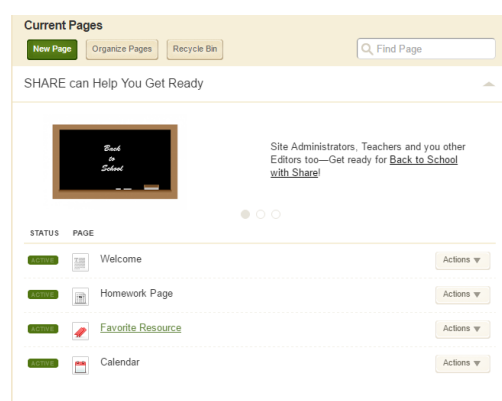 Current Pages
New Page Organize Pages Recycle Bin Find Page
SHARE can Help You Get Ready
Back
to
School
Site Administrators, Teachers and you other
Editors too—Get ready for Back to School
with Share!
STATUS PAGE
ACTIVE Welcome Actions
ACTIVE Homework Page Actions
ACTIVE Favorite Resource Actions
ACTIVE Calendar Actions